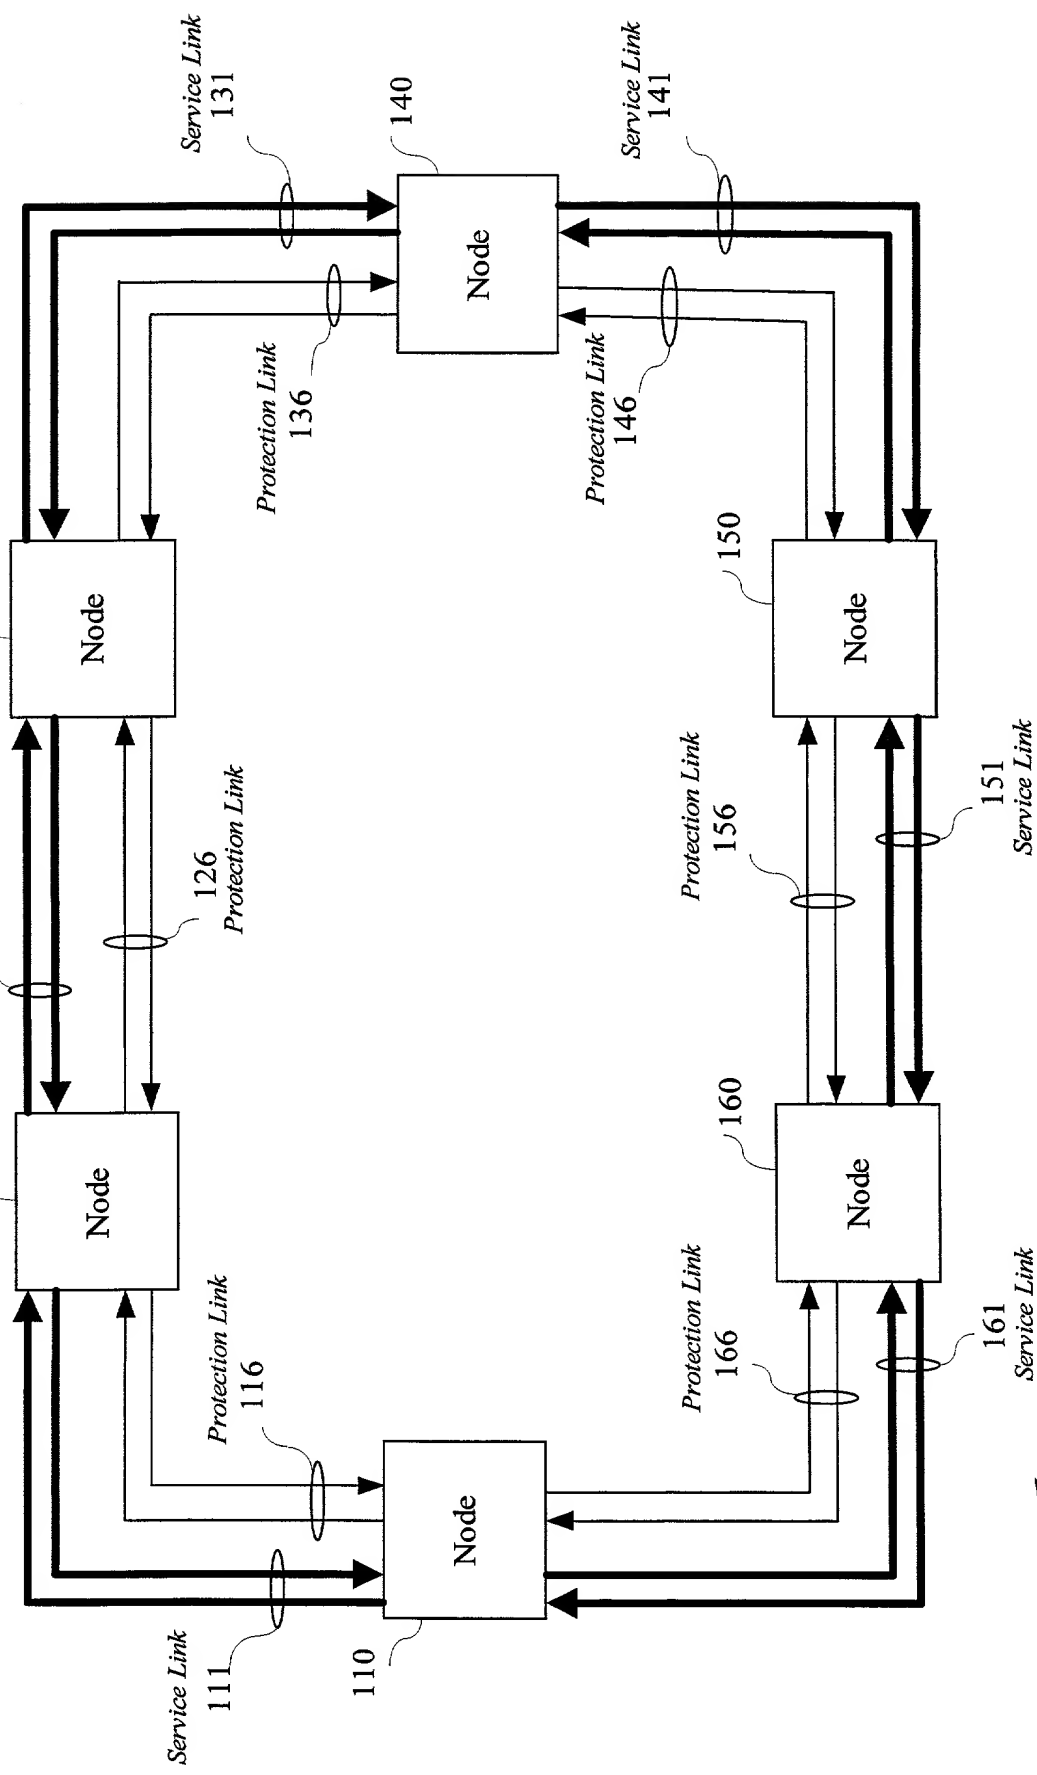 Service Link
131
140
Service Link
141
Node
Protection Link
136
Protection Link
146
Node
150
Node
126
Protection Link
Protection Link
156
151
Service Link
Node
160
Node
Protection Link
116
Protection Link
166
161
Service Link
Node
Service Link
111
110